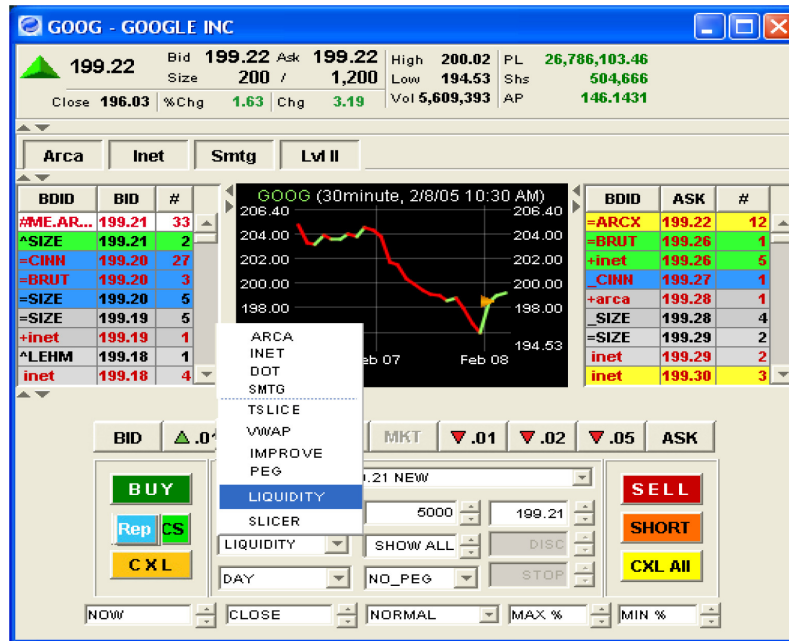 GOOG - GOOGLE INC
199.22 Bid 199.22 Ask 199.22 High 200.02 PL 26,786,103.46
Size 200 / 1,200 Low 194.53 Shs 504,666
Close 196.03 %Chg 1.63 Chg 3.19 Vol 5,609,393 AP 146.1431
Arca Inet Smtg Lvl II
BDID BID #
#ME.AR... 199.21 33
^SIZE 199.21 2
=CINN 199.20 27
=BRUT 199.20 3
=SIZE 199.20 5
=SIZE 199.19 5
+inet 199.19 1
^LEHM 199.18 1
inet 199.18 4
GOOG (30minute, 2/8/05 10:30 AM)
206.40 206.40
204.00 204.00
202.00 202.00
200.00 200.00
198.00 198.00
194.53
eb 07 Feb 08
BDID ASK #
=ARCX 199.22 12
=BRUT 199.26 1
+inet 199.26 5
_CINN 199.27 1
+arca 199.28 1
_SIZE 199.28 4
=SIZE 199.29 2
inet 199.29 2
inet 199.30 3
ARCA
INET
DOT
SMTG
TSLICE
VWAP
IMPROVE
PEG
LIQUIDITY
SLICER
BID .01 MKT .01 .02 .05 ASK
BUY
Rep CS
CXL
.21 NEW
5000 199.21
LIQUIDITY SHOW ALL DISC
DAY NO_PEG STOP
SELL
SHORT
CXL All
NOW CLOSE NORMAL MAX % MIN %